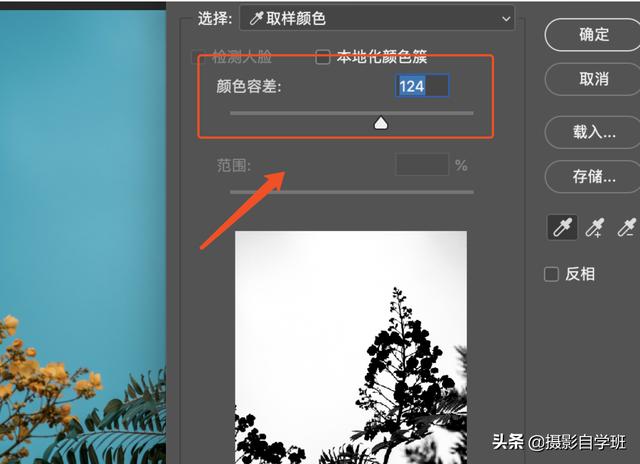 选择: 取样颜色
确定
检测人脸 本地化颜色簇
颜色容差: 124
取消
载入...
范围: %
存储...
反相
头条 @摄影自学班